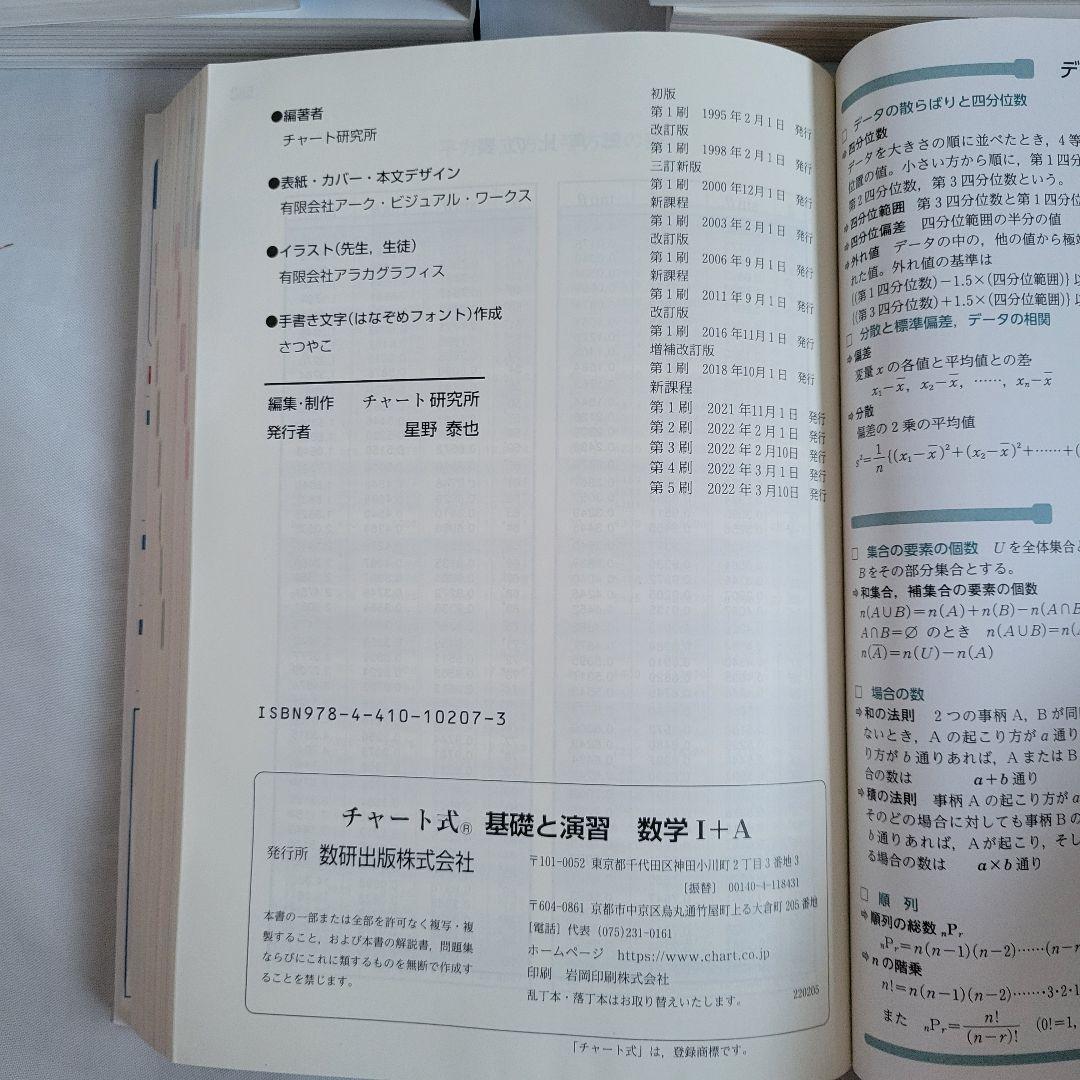 ●編著者
チャート研究所
●表紙・カバー・本文デザイン
有限会社アーク・ビジュアル・ワークス
●イラスト(先生，生徒)
有限会社アラカグラフィス
●手書き文字(はなぞめフォント)作成
さつやこ
編集・制作　チャート研究所
発行者　星野 泰也
初版
第1刷　1995年2月1日　発行
改訂版
第1刷　1998年2月1日　発行
三訂新版
第1刷　2000年12月1日　発行
新課程
第1刷　2003年2月1日　発行
改訂版
第1刷　2006年9月1日　発行
新課程
第1刷　2011年9月1日　発行
改訂版
第1刷　2016年11月1日　発行
増補改訂版
第1刷　2018年10月1日　発行
新課程
第1刷　2021年11月1日　発行
第2刷　2022年2月1日　発行
第3刷　2022年2月10日　発行
第4刷　2022年3月1日　発行
第5刷　2022年3月10日　発行
ISBN978-4-410-10207-3
チャート式Ⓡ 基礎と演習　数学Ⅰ+A
発行所　数研出版株式会社
本書の一部または全部を許可なく複写・複
製すること，および本書の解説書，問題集
ならびにこれに類するものを無断で作成す
ることを禁じます。
〒101-0052 東京都千代田区神田小川町2丁目3番地3
［振替］ 00140-4-118431
〒604-0861 京都市中京区烏丸通竹屋町上る大倉町205番地
［電話］代表 (075)231-0161
ホームページ　https://www.chart.co.jp
印刷　岩岡印刷株式会社
乱丁本・落丁本はお取り替えいたします。　220205
「チャート式」は，登録商標です。
デ
□ データの散らばりと四分位数
⇨四分位数
データを大きさの順に並べたとき，4等
位置の値。小さい方から順に，第1四分
第2四分位数，第3四分位数という。
⇨四分位範囲　第3四分位数と第1四分位
⇨四分位偏差　四分位範囲の半分の値
⇨外れ値　データの中の，他の値から極端
れた値。外れ値の基準は
{(第1四分位数)−1.5×(四分位範囲)}以
{(第3四分位数)+1.5×(四分位範囲)}以
□ 分散と標準偏差，データの相関
⇨偏差
変量 x の各値と平均値との差
x₁−x̄，x₂−x̄，……，xₙ−x̄
⇨分散
偏差の2乗の平均値
s²=1/n{(x₁−x̄)²+(x₂−x̄)²+……+(
□ 集合の要素の個数　Uを全体集合と
Bをその部分集合とする。
⇨和集合，補集合の要素の個数
n(A∪B)=n(A)+n(B)−n(A∩B
A∩B=∅ のとき　n(A∪B)=n(A
n(A̅)=n(U)−n(A)
□ 場合の数
⇨和の法則　2つの事柄A，Bが同
ないとき，Aの起こり方が a 通り
り方が b 通りあれば，AまたはB
合の数は　a+b 通り
⇨積の法則　事柄Aの起こり方が a
そのどの場合に対しても事柄Bの
b 通りあれば，Aが起こり，そし
る場合の数は　a×b 通り
□ 順 列
⇨順列の総数 ₙPᵣ
ₙPᵣ=n(n−1)(n−2)……(n−r
⇨n の階乗
n!=n(n−1)(n−2)……・3・2・1
また　ₙPᵣ=n!/(n−r)!　(0!=1,